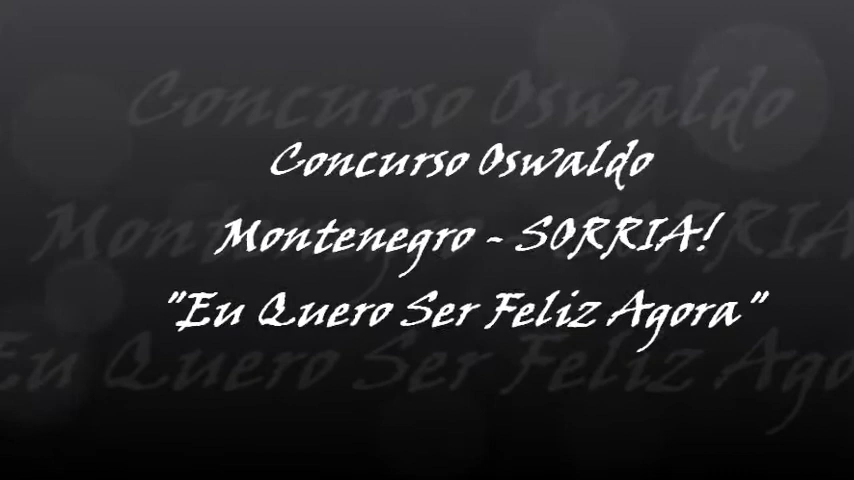 Concurso Oswaldo
Montenegro - SORRIA!
"Eu Quero Ser Feliz Agora"